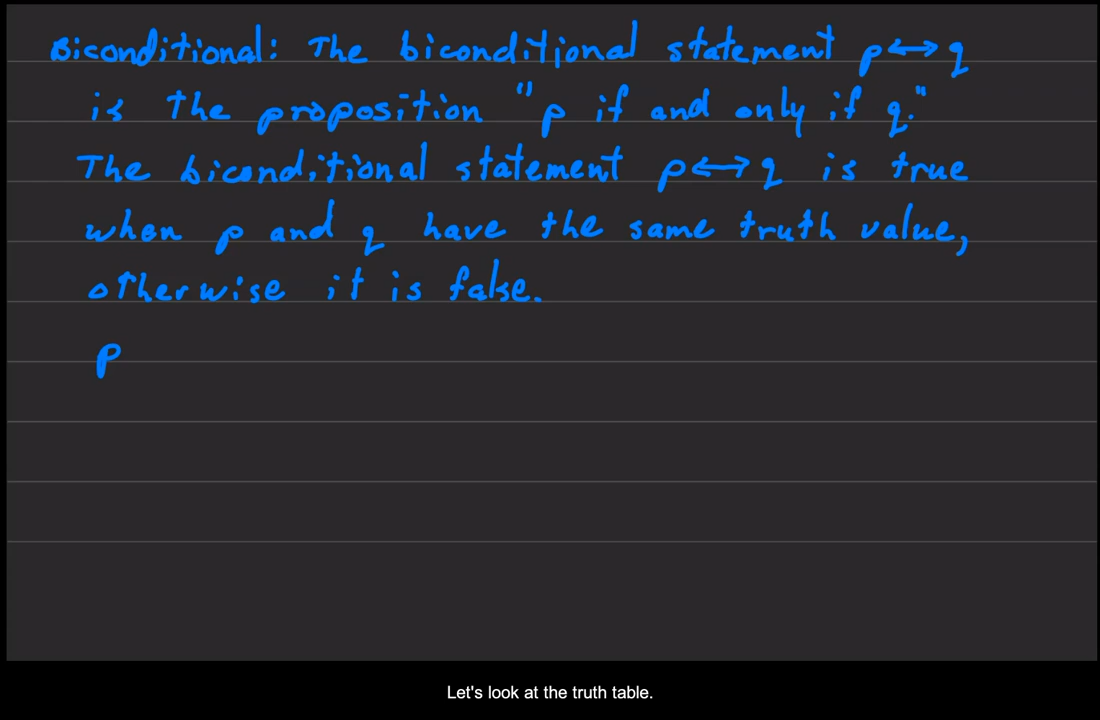 Biconditional: The biconditional statement p↔q
is the proposition "p if and only if q."
The biconditional statement p↔q is true
when p and q have the same truth value,
otherwise it is false.
p
Let's look at the truth table.